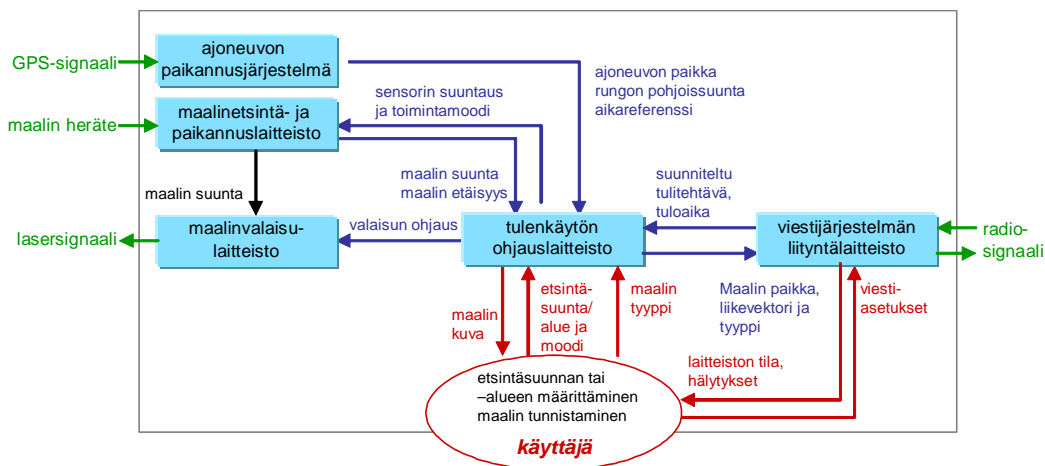 ajoneuvon
paikannusjärjestelmä
GPS-signaali
ajoneuvon paikka
rungon pohjoissuunta
aikareferenssi
sensorin suuntaus
ja toimintamoodi
maalinetsintä- ja
paikannuslaitteisto
maalin heräte
maalin suunta
maalin etäisyys
suunniteltu
tulitehtävä,
tuloaika
maalin suunta
lasersignaali
maalinvalaisu-
laitteisto
valaisun ohjaus
tulenkäytön
ohjauslaitteisto
viestijärjestelmän
liityntälaitteisto
radio-
signaali
maalin
kuva
etsintä-
suunta/
alue ja
moodi
maalin
tyyppi
Maalin paikka,
liikevektori ja
tyyppi
viesti-
asetukset
laitteiston tila,
hälytykset
etsintäsuunnan tai
–alueen määrittäminen
maalin tunnistaminen
käyttäjä